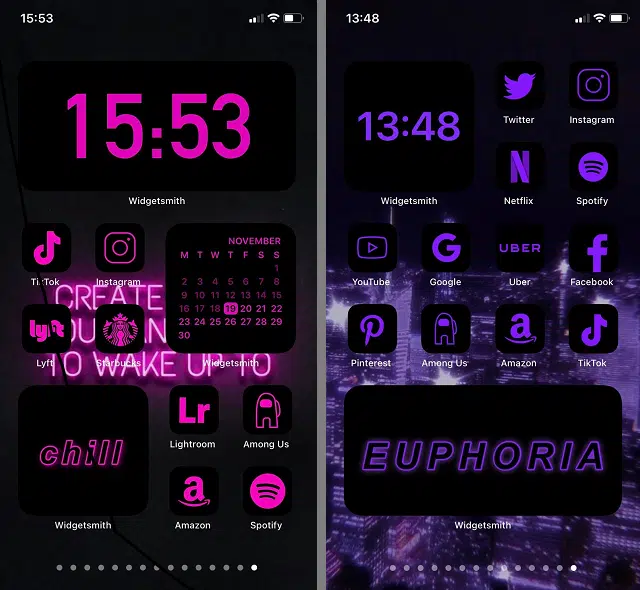 15:53
15:53
Widgetsmith
TikTok
Instagram
NOVEMBER
M T W T F S S
1
2 3 4 5 6 7 8
9 10 11 12 13 14 15
16 17 18 19 20 21 22
23 24 25 26 27 28 29
30
CREATE
lyft
Lyft
Starbucks
Widgetsmith
TO WAKE UP TO
chill
Widgetsmith
Lr
Lightroom
Among Us
a
Amazon
Spotify
13:48
13:48
Widgetsmith
Twitter
Instagram
N
Netflix
Spotify
YouTube
G
Google
UBER
Uber
f
Facebook
Pinterest
Among Us
a
Amazon
TikTok
EUPHORIA
Widgetsmith